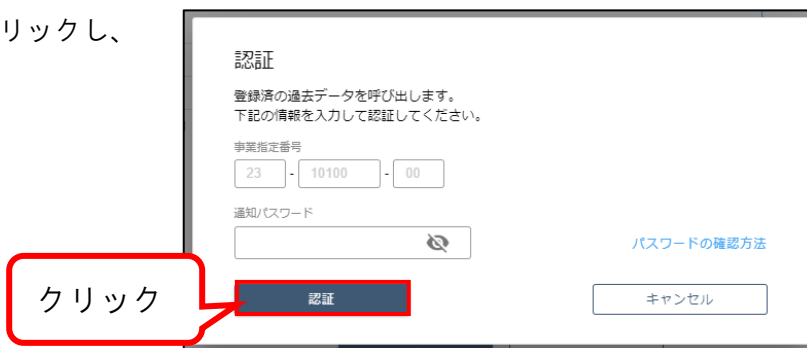 リックし、
認証
登録済の過去データを呼び出します。
下記の情報を入力して認証してください。
事業指定番号
23 - 10100 - 00
通知パスワード
パスワードの確認方法
クリック
認証
キャンセル